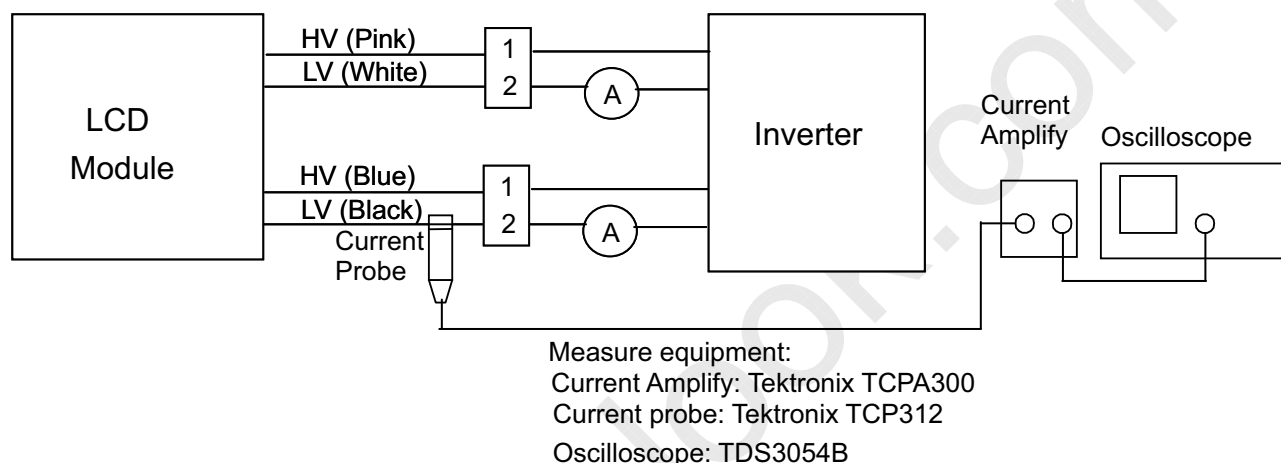 HV (Pink)
LV (White)
1
2
A
LCD
Module
Inverter
Current
Amplify
Oscilloscope
HV (Blue)
LV (Black)
1
2
A
Current
Probe
Measure equipment:
Current Amplify: Tektronix TCPA300
Current probe: Tektronix TCP312
Oscilloscope: TDS3054B